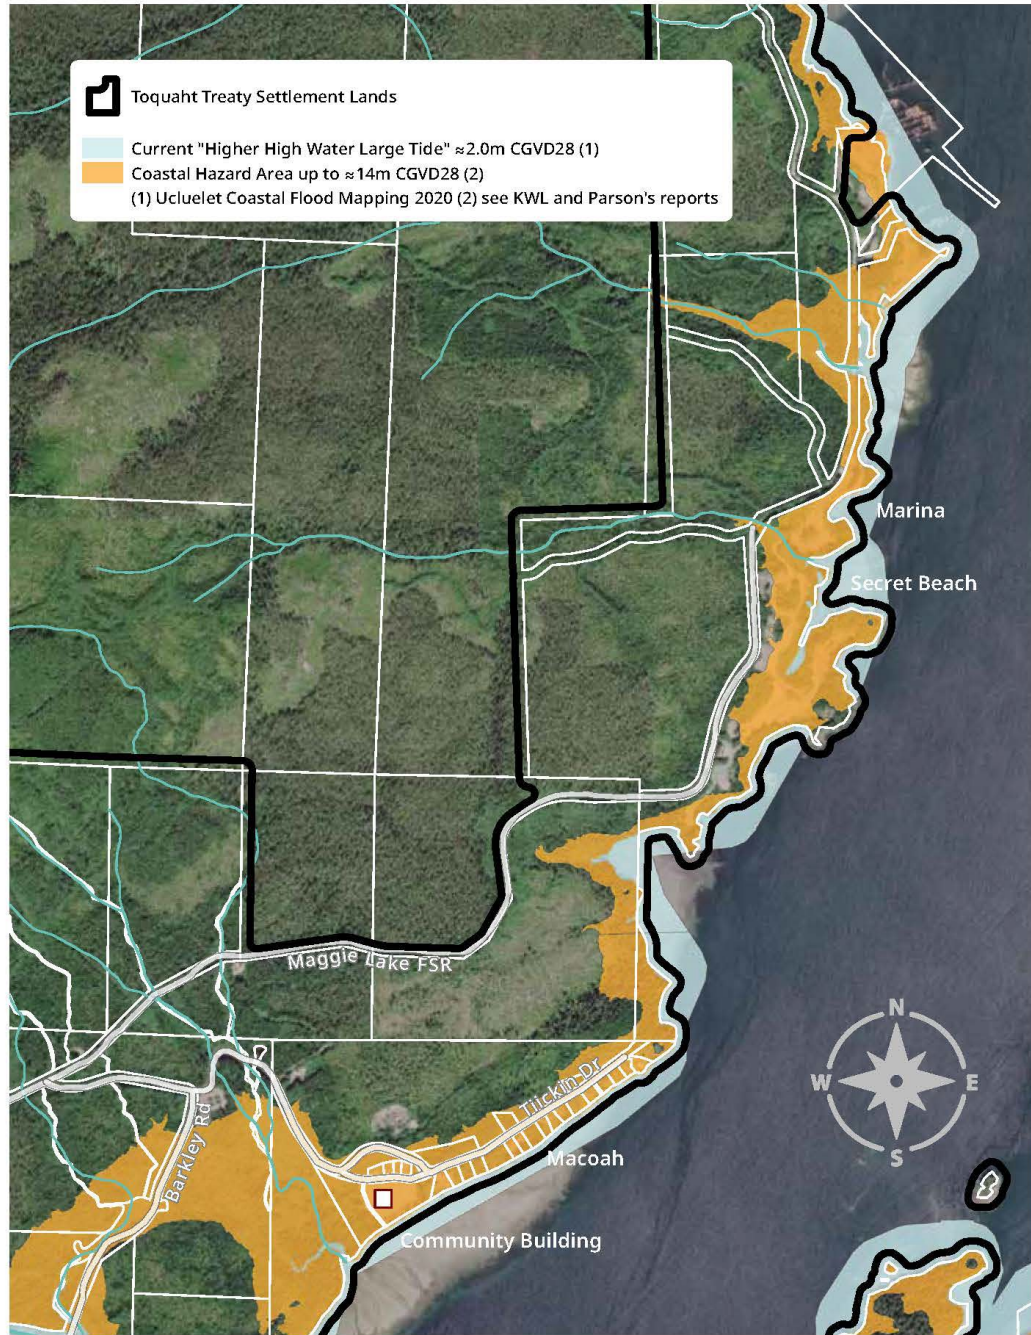 Toquaht Treaty Settlement Lands
Current "Higher High Water Large Tide" ≈2.0m CGVD28 (1)
Coastal Hazard Area up to ≈14m CGVD28 (2)
(1) Ucluelet Coastal Flood Mapping 2020 (2) see KWL and Parson's reports
Marina
Secret Beach
Maggie Lake FSR
N
W
E
S
Tiickin Dr
Barkley Rd
Macoah
Community Building